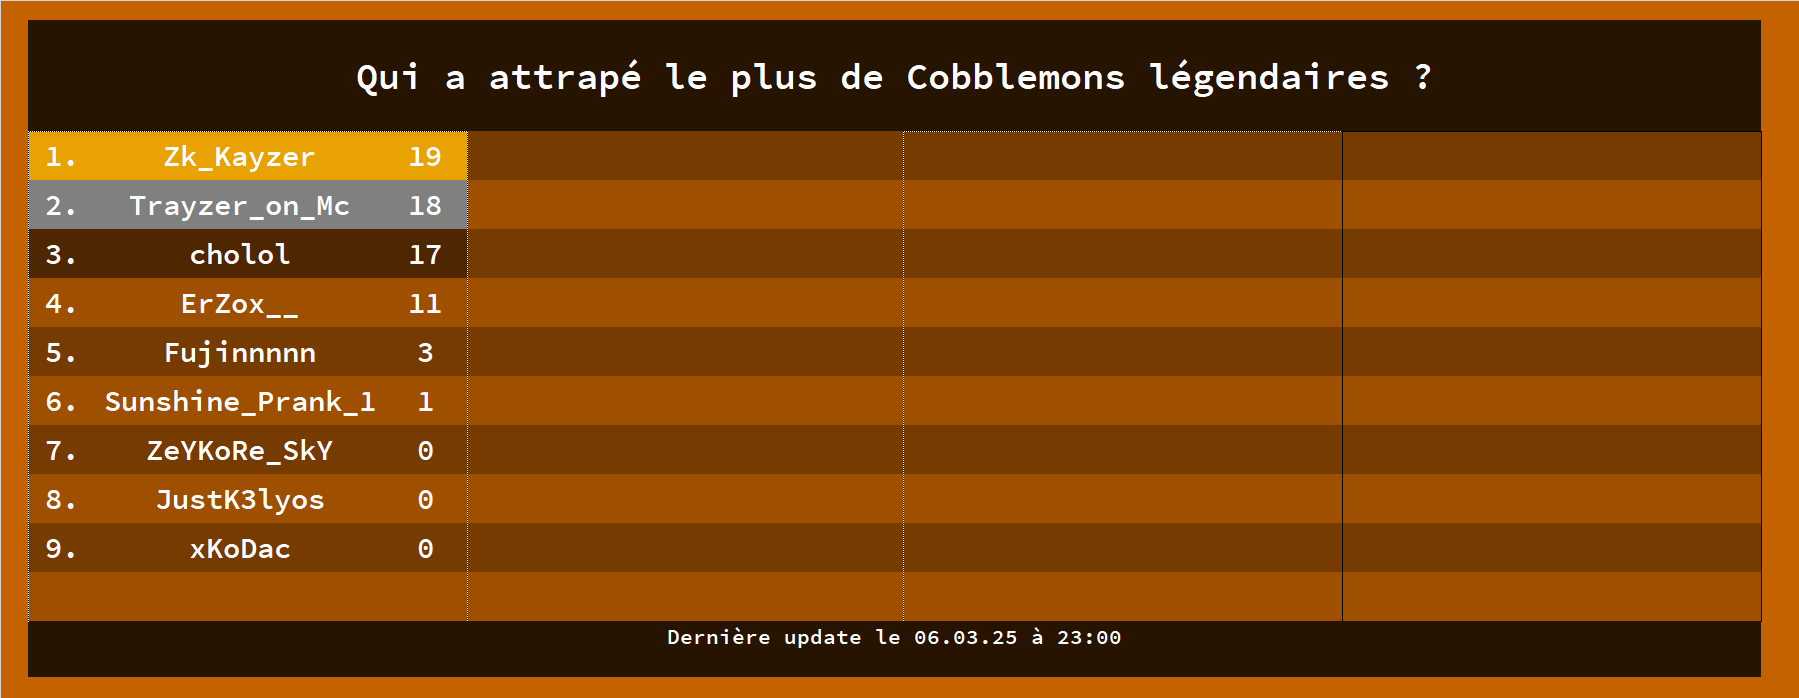 Qui a attrapé le plus de Cobblemons légendaires ?
1. Zk_Kayzer 19
2. Trayzer_on_Mc 18
3. cholol 17
4. ErZox__ 11
5. Fujinnnnn 3
6. Sunshine_Prank_1 1
7. ZeYKoRe_SkY 0
8. JustK3lyos 0
9. xKoDac 0
Dernière update le 06.03.25 à 23:00